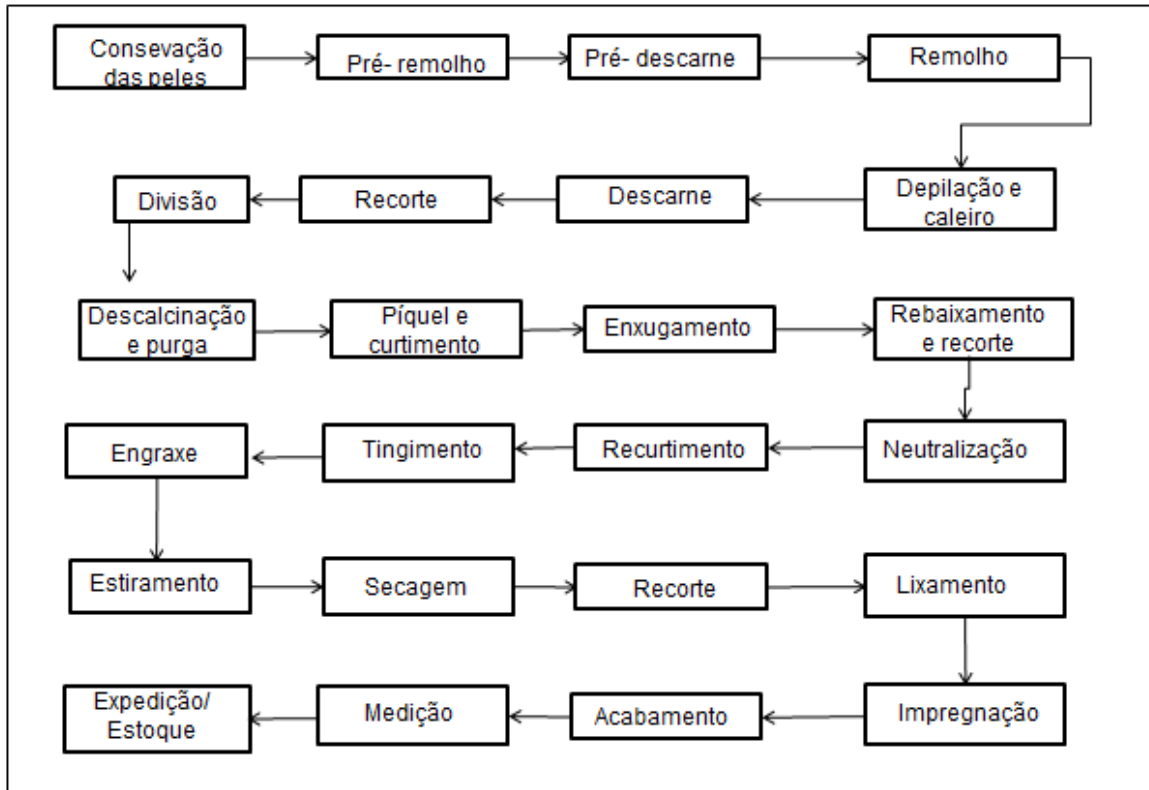 Consevação
das peles
Pré- remolho
Pré- descarne
Remolho
Depilação e
caleiro
Descarne
Recorte
Divisão
Descalcinação
e purga
Píquel e
curtimento
Enxugamento
Rebaixamento
e recorte
Neutralização
Recurtimento
Tingimento
Engraxe
Estiramento
Secagem
Recorte
Lixamento
Impregnação
Acabamento
Medição
Expedição/
Estoque